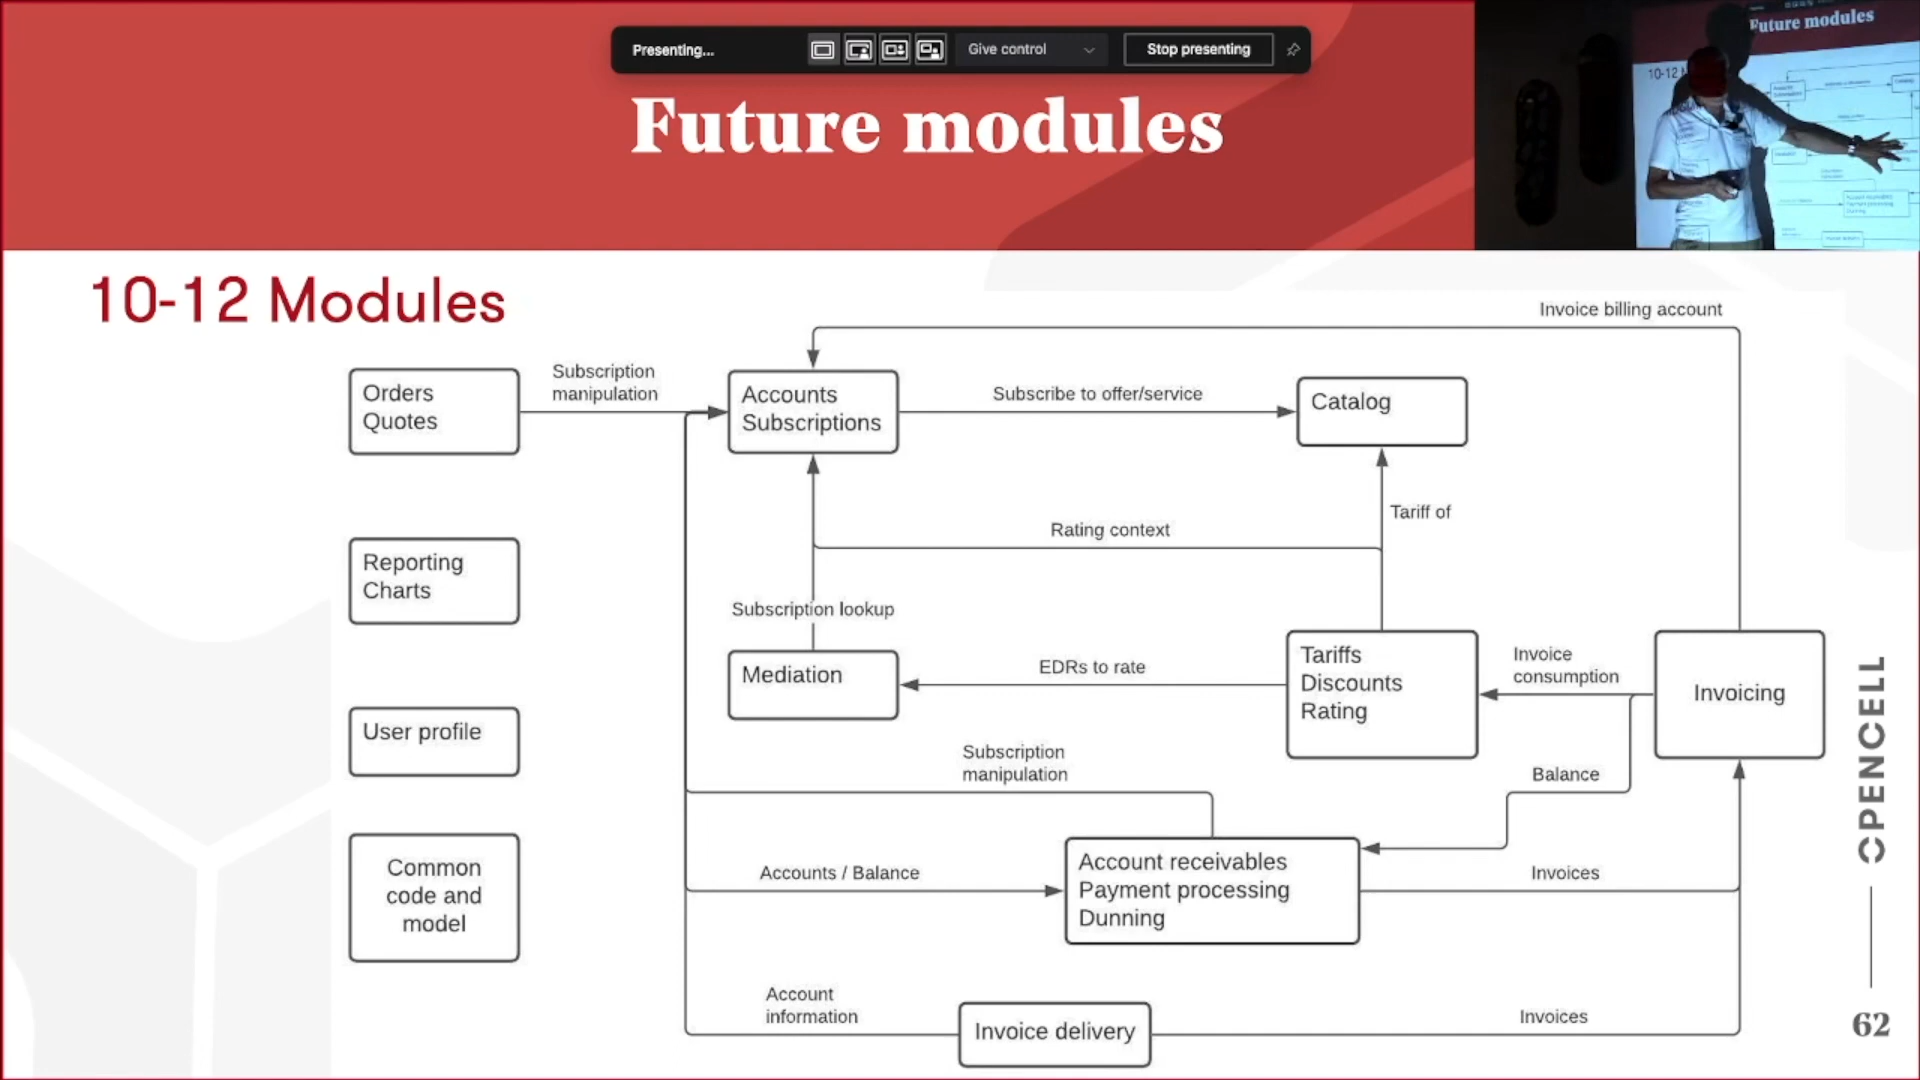 Presenting...
Give control
Stop presenting
Future modules
Future modules
10-12 Modules
Invoice billing account
Orders
Quotes
Subscription
manipulation
Accounts
Subscriptions
Subscribe to offer/service
Catalog
Rating context
Tariff of
Reporting
Charts
Subscription lookup
Mediation
EDRs to rate
Tariffs
Discounts
Rating
Invoice
consumption
Invoicing
User profile
Subscription
manipulation
Balance
Common
code and
model
Accounts / Balance
Account receivables
Payment processing
Dunning
Invoices
Account
information
Invoice delivery
Invoices
OPENCELL
62